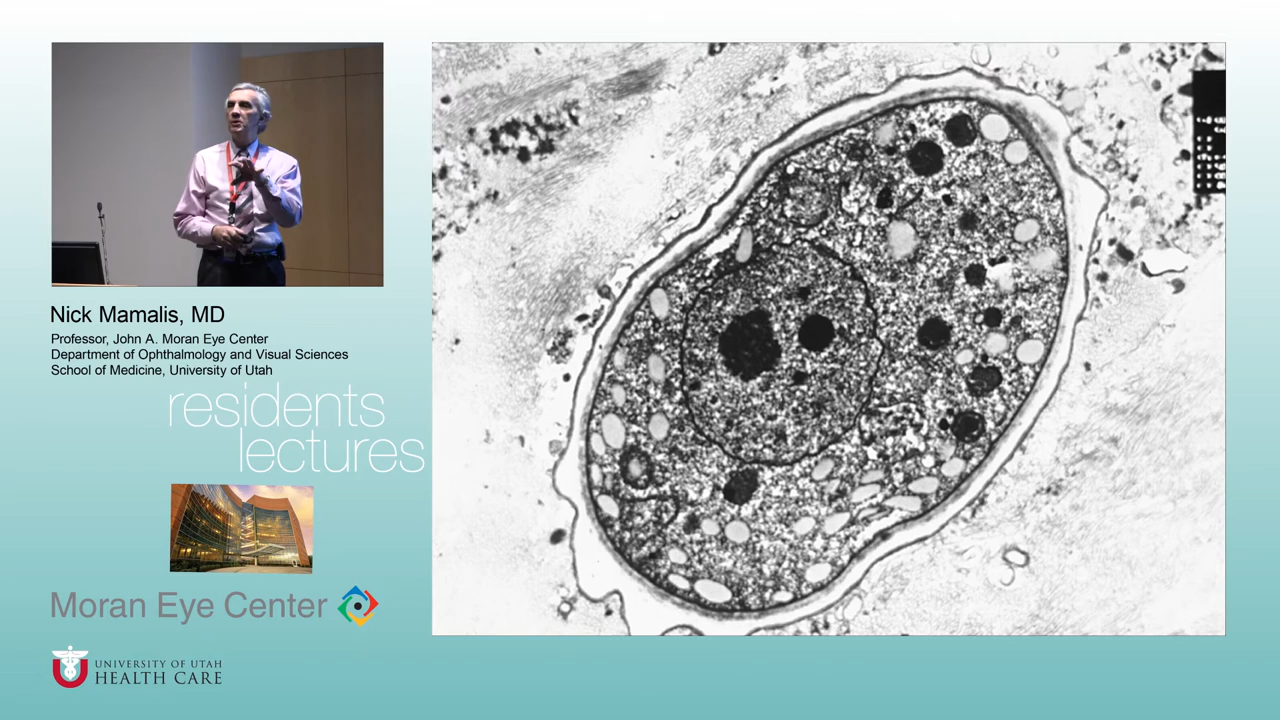 Nick Mamalis, MD
Professor, John A. Moran Eye Center
Department of Ophthalmology and Visual Sciences
School of Medicine, University of Utah
residents
lectures
Moran Eye Center
UNIVERSITY OF UTAH
HEALTH CARE